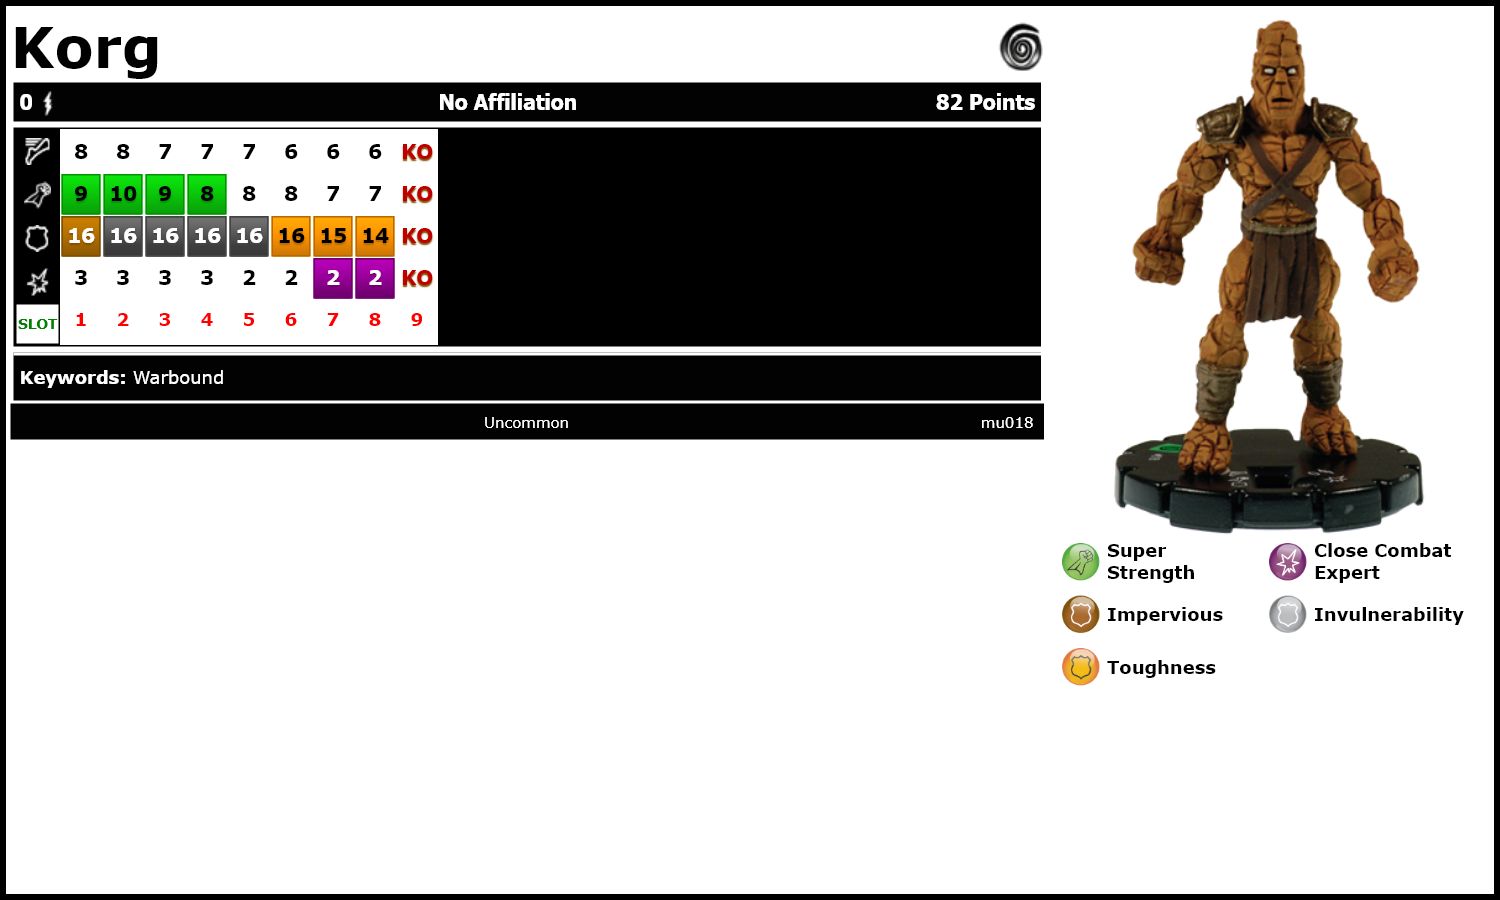 Korg
0 No Affiliation 82 Points
8 8 7 7 7 6 6 6 KO
9 10 9 8 8 8 7 7 KO
16 16 16 16 16 16 15 14 KO
3 3 3 3 2 2 2 2 KO
SLOT 1 2 3 4 5 6 7 8 9
Keywords: Warbound
Uncommon mu018
Super Strength
Close Combat Expert
Impervious
Invulnerability
Toughness